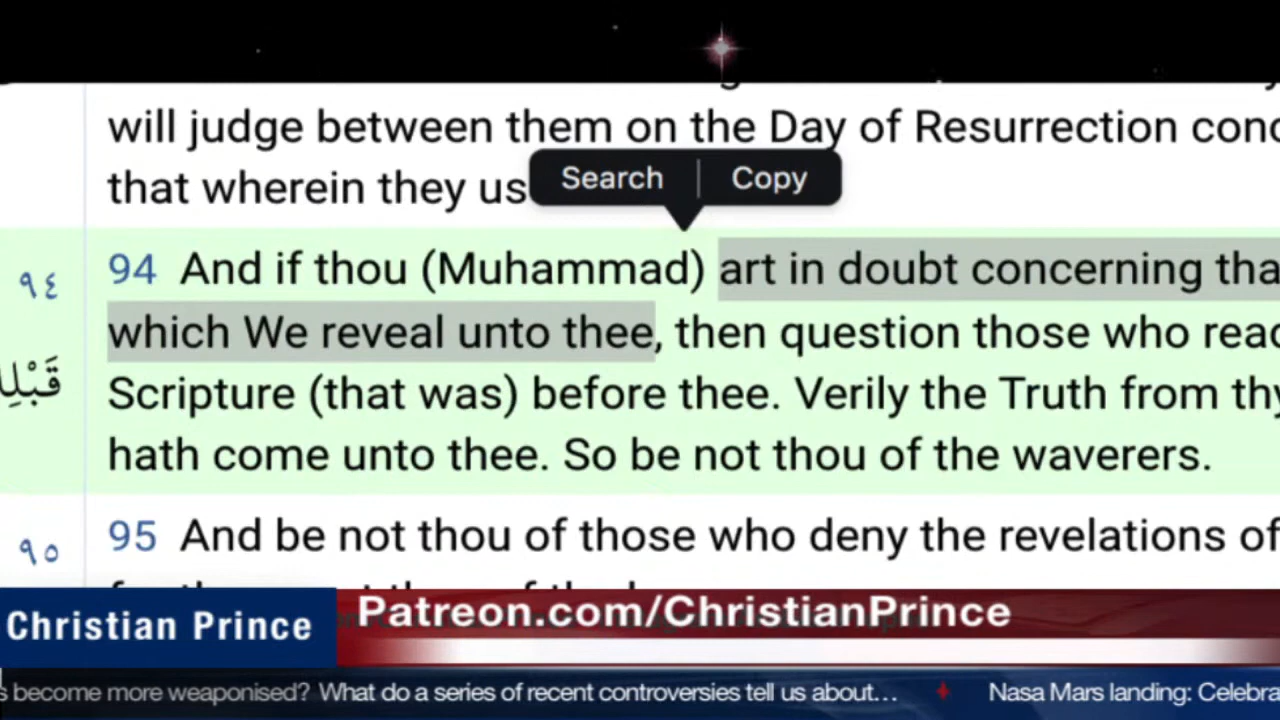 will judge between them on the Day of Resurrection conc
that wherein they us
Search | Copy
٩٤
94 And if thou (Muhammad) art in doubt concerning tha
which We reveal unto thee, then question those who read
قَبْلِكَ
Scripture (that was) before thee. Verily the Truth from thy
hath come unto thee. So be not thou of the waverers.
٩٥
95 And be not thou of those who deny the revelations of
Christian Prince
Patreon.com/ChristianPrince
s become more weaponised? What do a series of recent controversies tell us about... Nasa Mars landing: Celebra